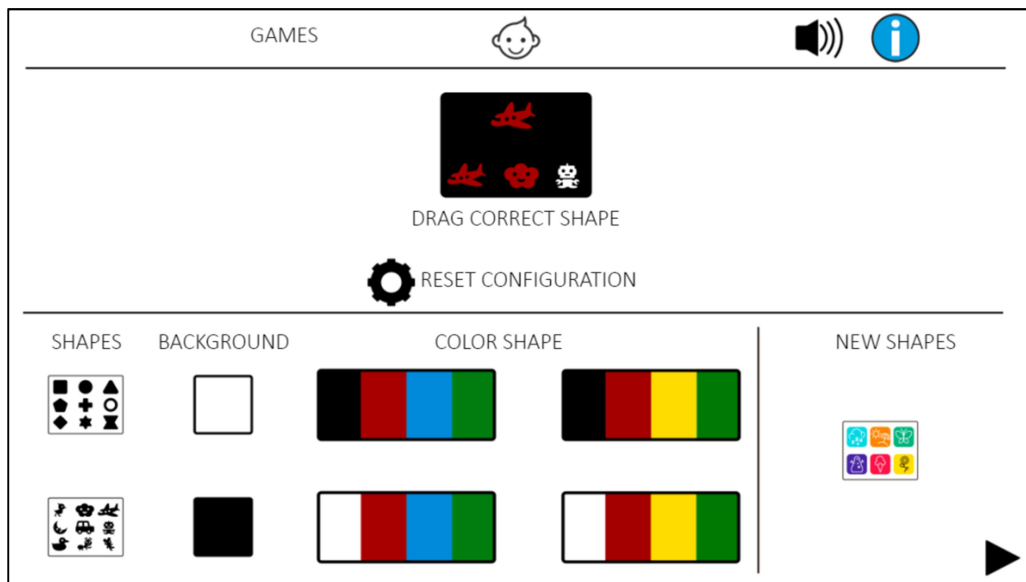 GAMES
i
DRAG CORRECT SHAPE
RESET CONFIGURATION
SHAPES
BACKGROUND
COLOR SHAPE
NEW SHAPES